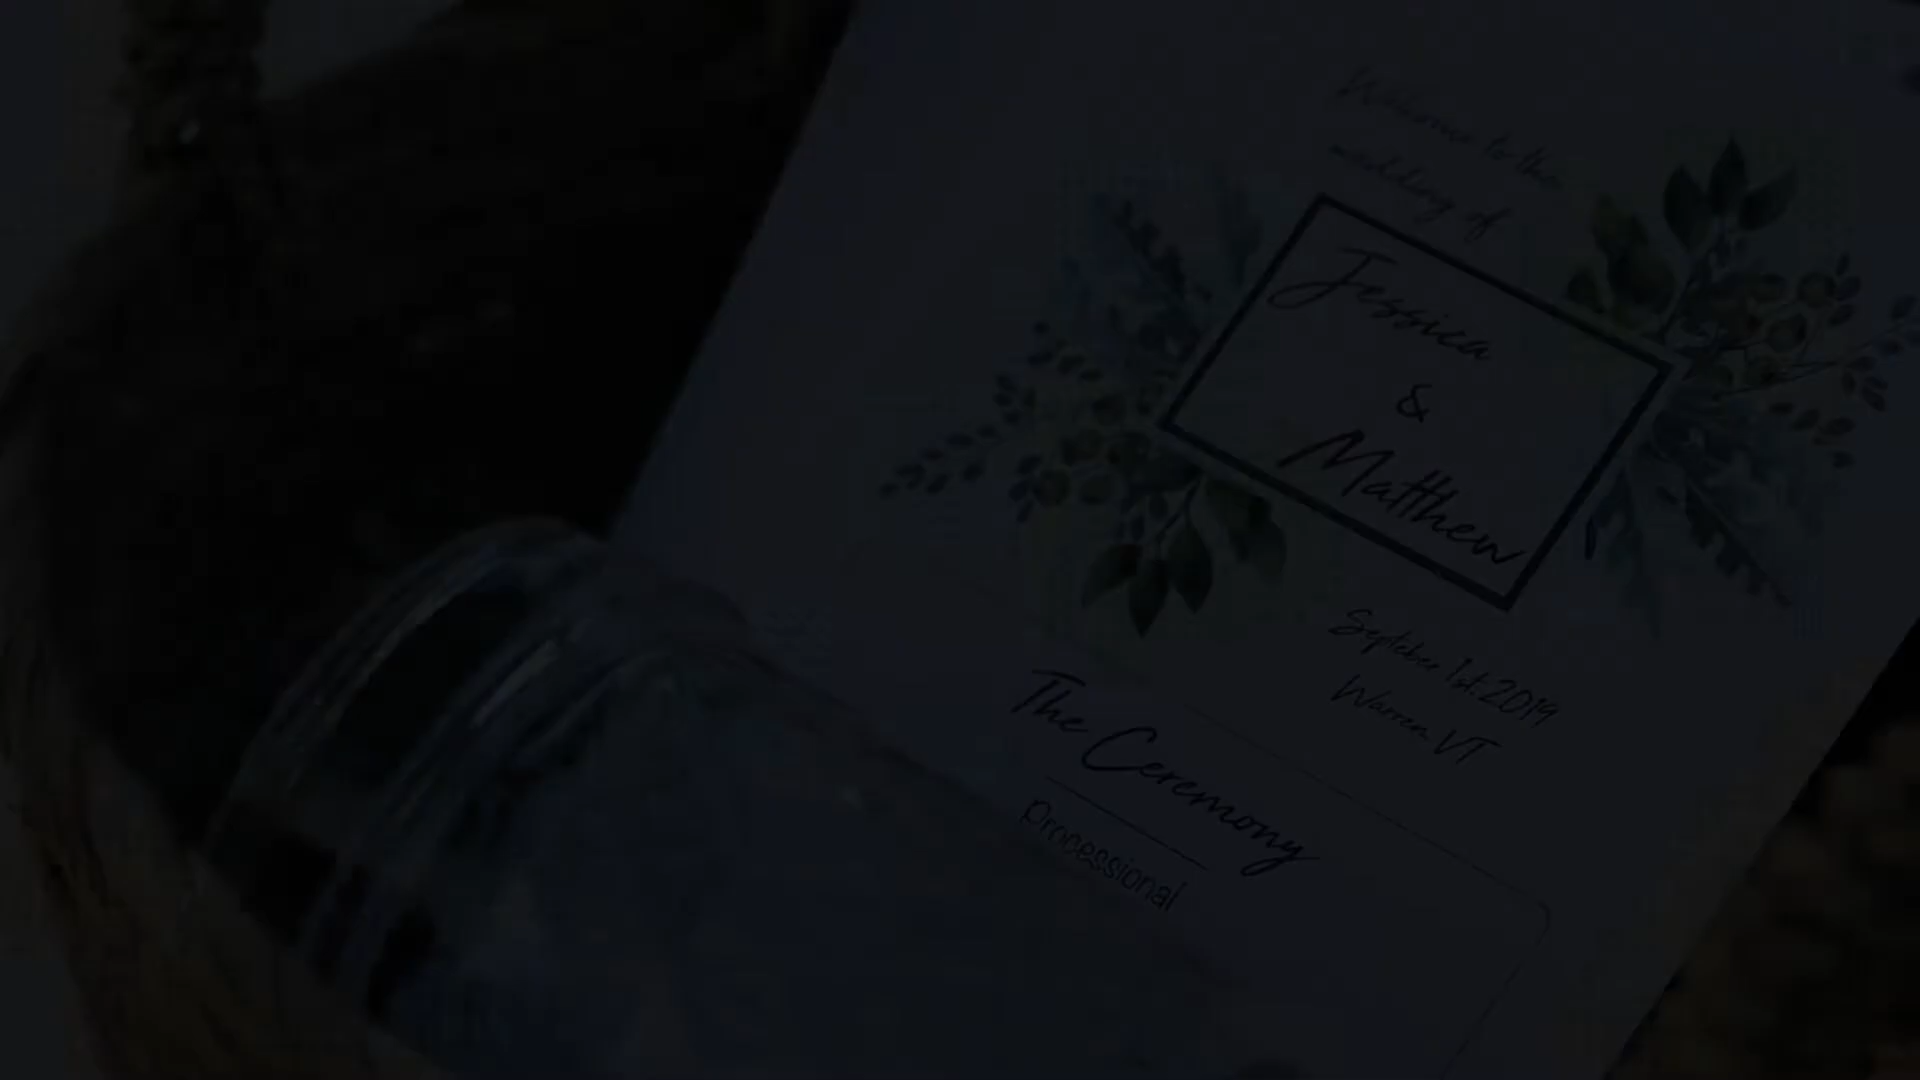 Welcome to the
wedding of
Jessica
&
Matthew
September 1st, 2019
Warren VT
The Ceremony
Processional